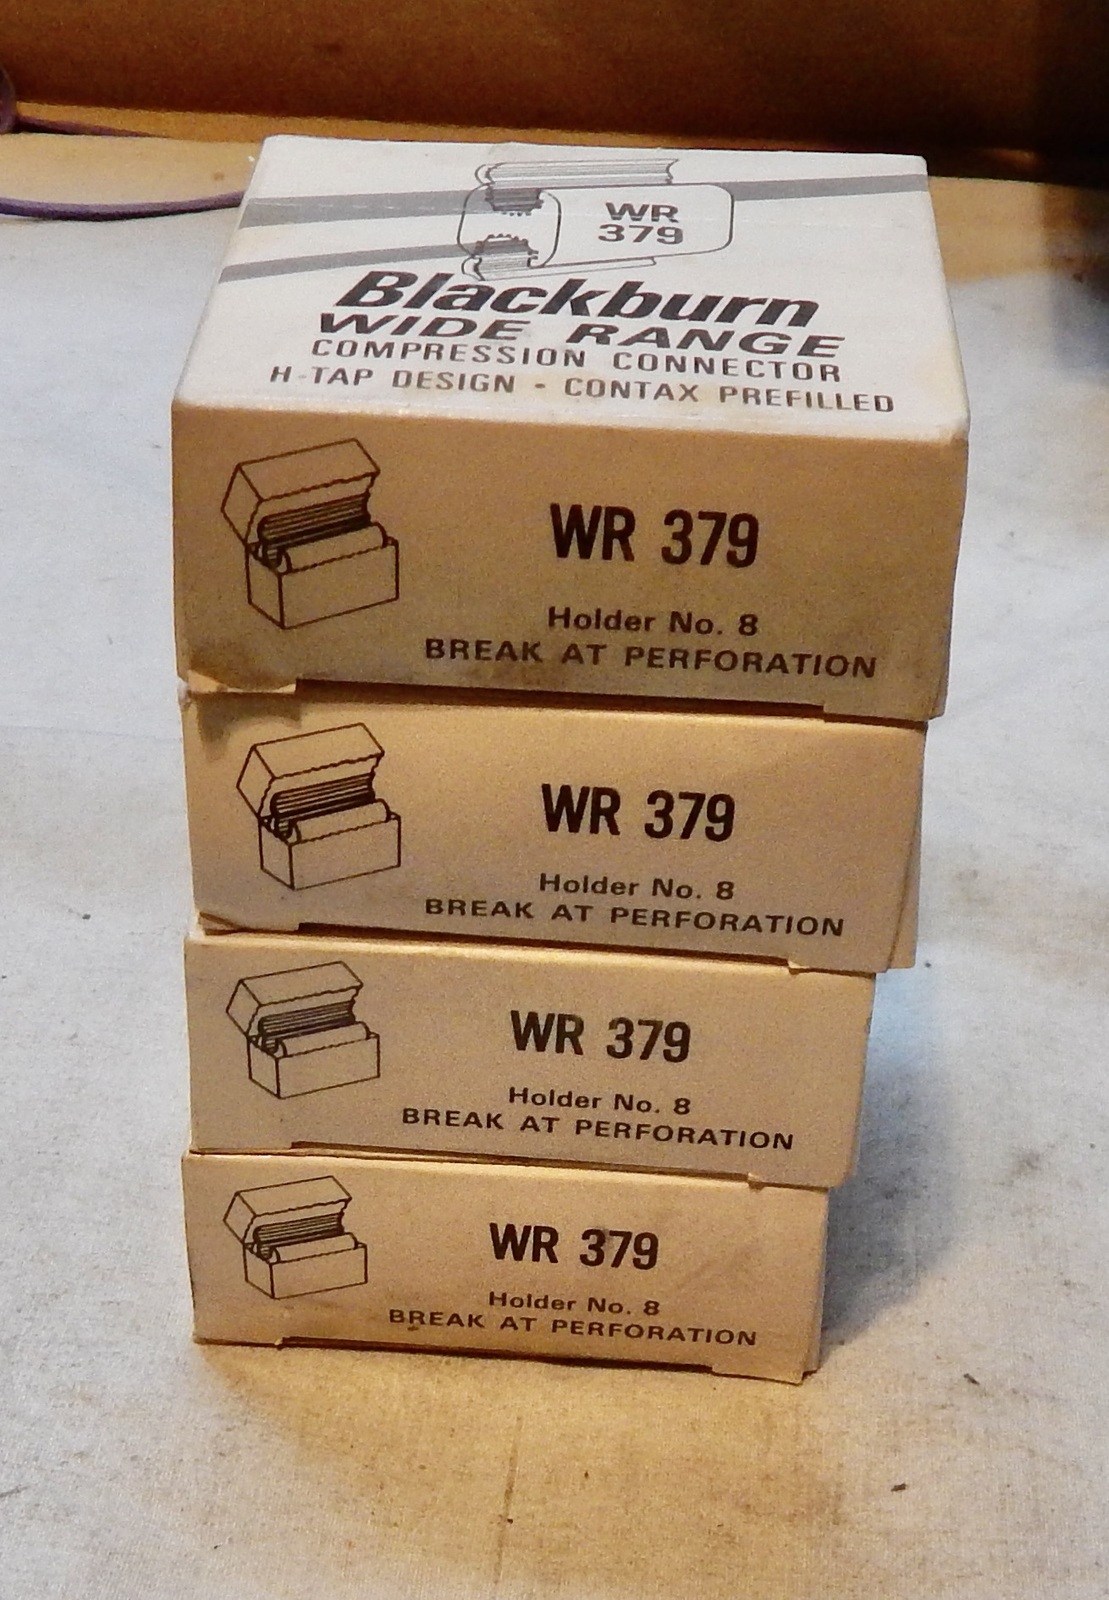 WR
379
Blackburn
WIDE RANGE
COMPRESSION CONNECTOR
H-TAP DESIGN - CONTAX PREFILLED
WR 379
Holder No. 8
BREAK AT PERFORATION
WR 379
Holder No. 8
BREAK AT PERFORATION
WR 379
Holder No. 8
BREAK AT PERFORATION
WR 379
Holder No. 8
BREAK AT PERFORATION